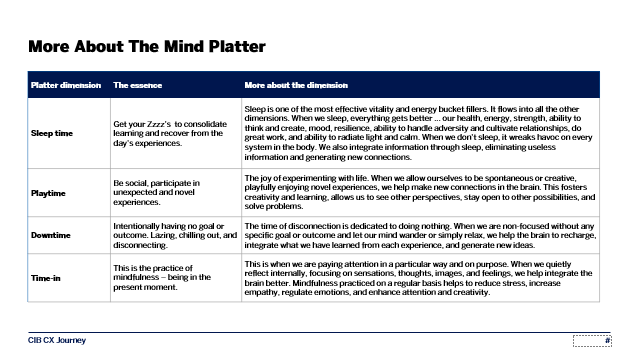 More About The Mind Platter
Platter dimension The essence More about the dimension
Sleep time
Get your Zzzz's to consolidate
learning and recover from the
day's experiences.
Sleep is one of the most effective vitality and energy bucket fillers. It flows into all the other
dimensions. When we sleep, everything gets better ... our health, energy, strength, ability to
think and create, mood, resilience, ability to handle adversity and cultivate relationships, do
great work, and ability to radiate light and calm. When we don't sleep, it wreaks havoc on every
system in the body. We also integrate information through sleep, eliminating useless
information and generating new connections.
Playtime
Be social, participate in
unexpected and novel
experiences.
The joy of experimenting with life. When we allow ourselves to be spontaneous or creative,
playfully enjoying novel experiences, we help make new connections in the brain. This fosters
creativity and learning, allows us to see other perspectives, stay open to other possibilities, and
solve problems.
Downtime
Intentionally having no goal or
outcome. Lazing, chilling out, and
disconnecting.
The time of disconnection is dedicated to doing nothing. When we are non-focused without any
specific goal or outcome and let our mind wander or simply relax, we help the brain to recharge,
integrate what we have learned from each experience, and generate new ideas.
Time-in
This is the practice of
mindfulness – being in the
present moment.
This is when we are paying attention in a particular way and on purpose. When we quietly
reflect internally, focusing on sensations, thoughts, images, and feelings, we help integrate the
brain better. Mindfulness practiced on a regular basis helps to reduce stress, increase
empathy, regulate emotions, and enhance attention and creativity.
CIB CX Journey
#